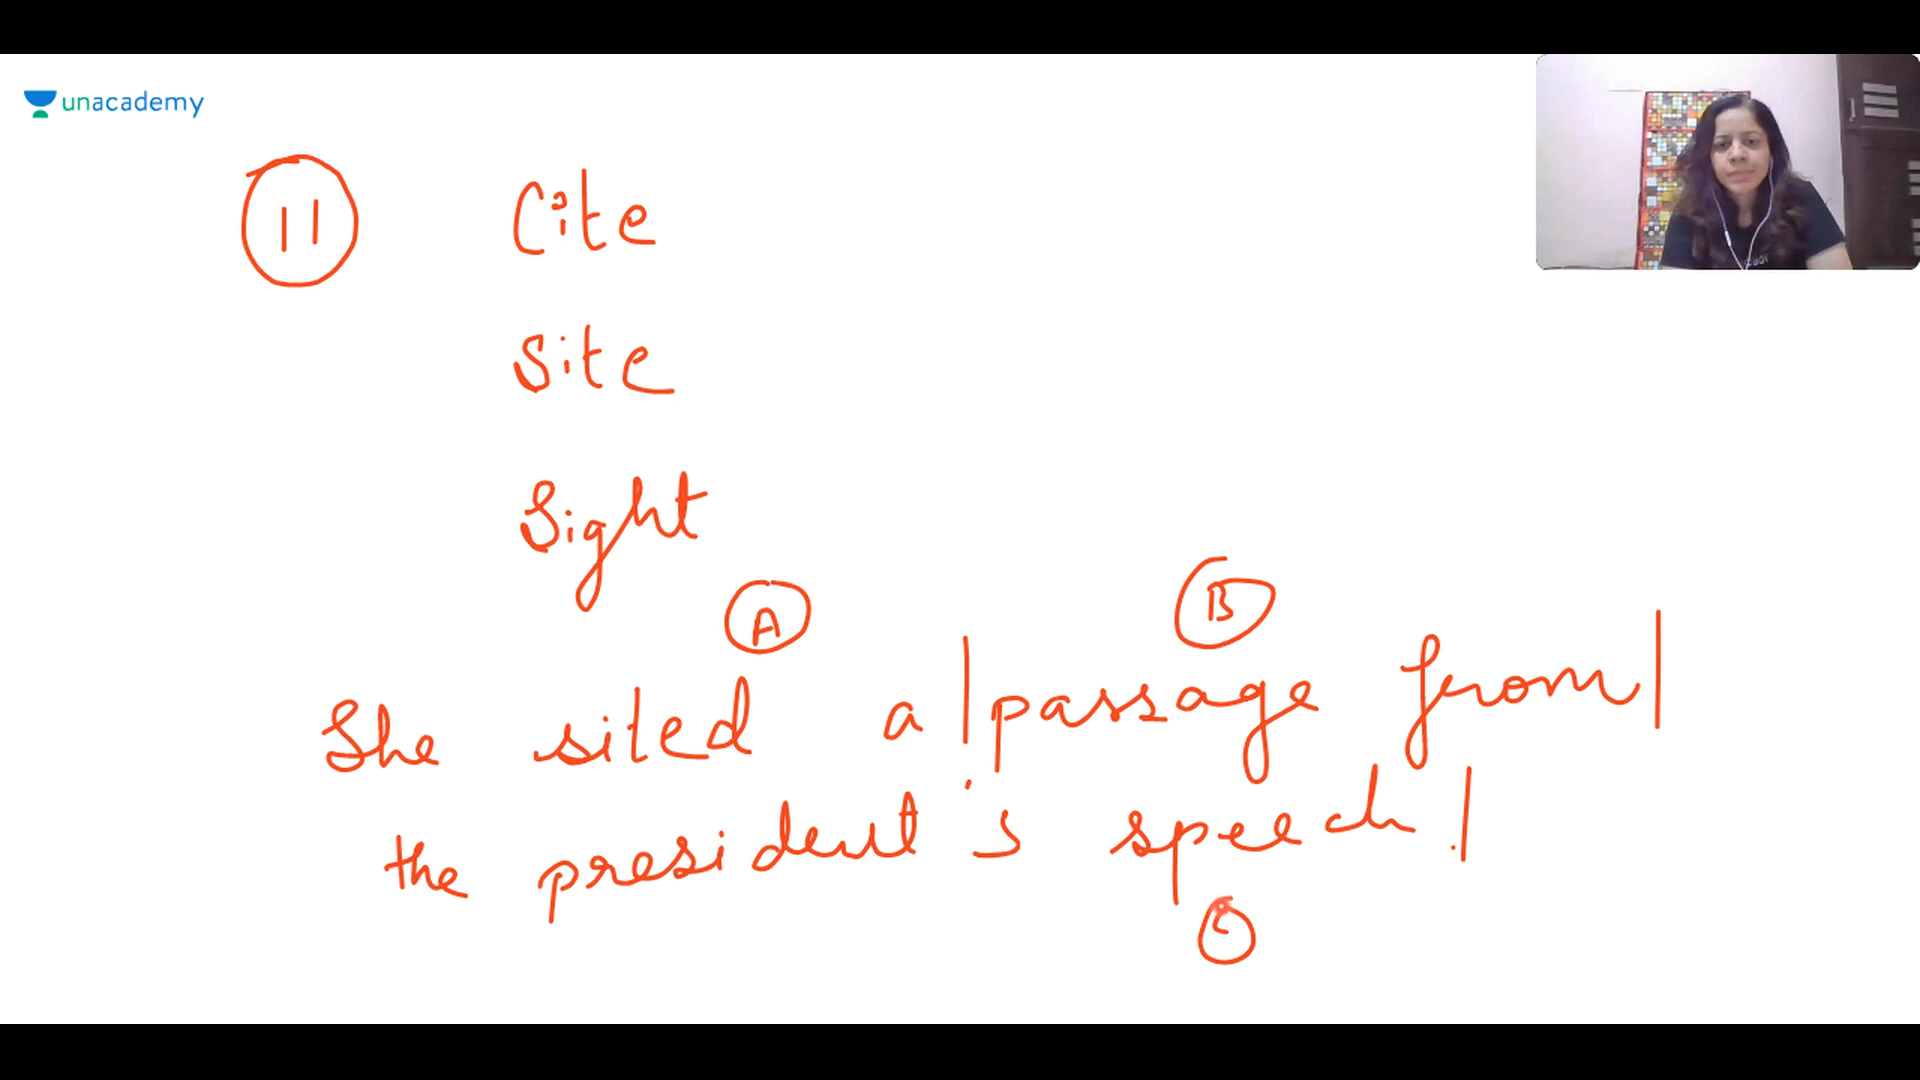 unacademy
11 Cite
Site
Sight
A B
She sited a | passage from |
the president's speech. |
C